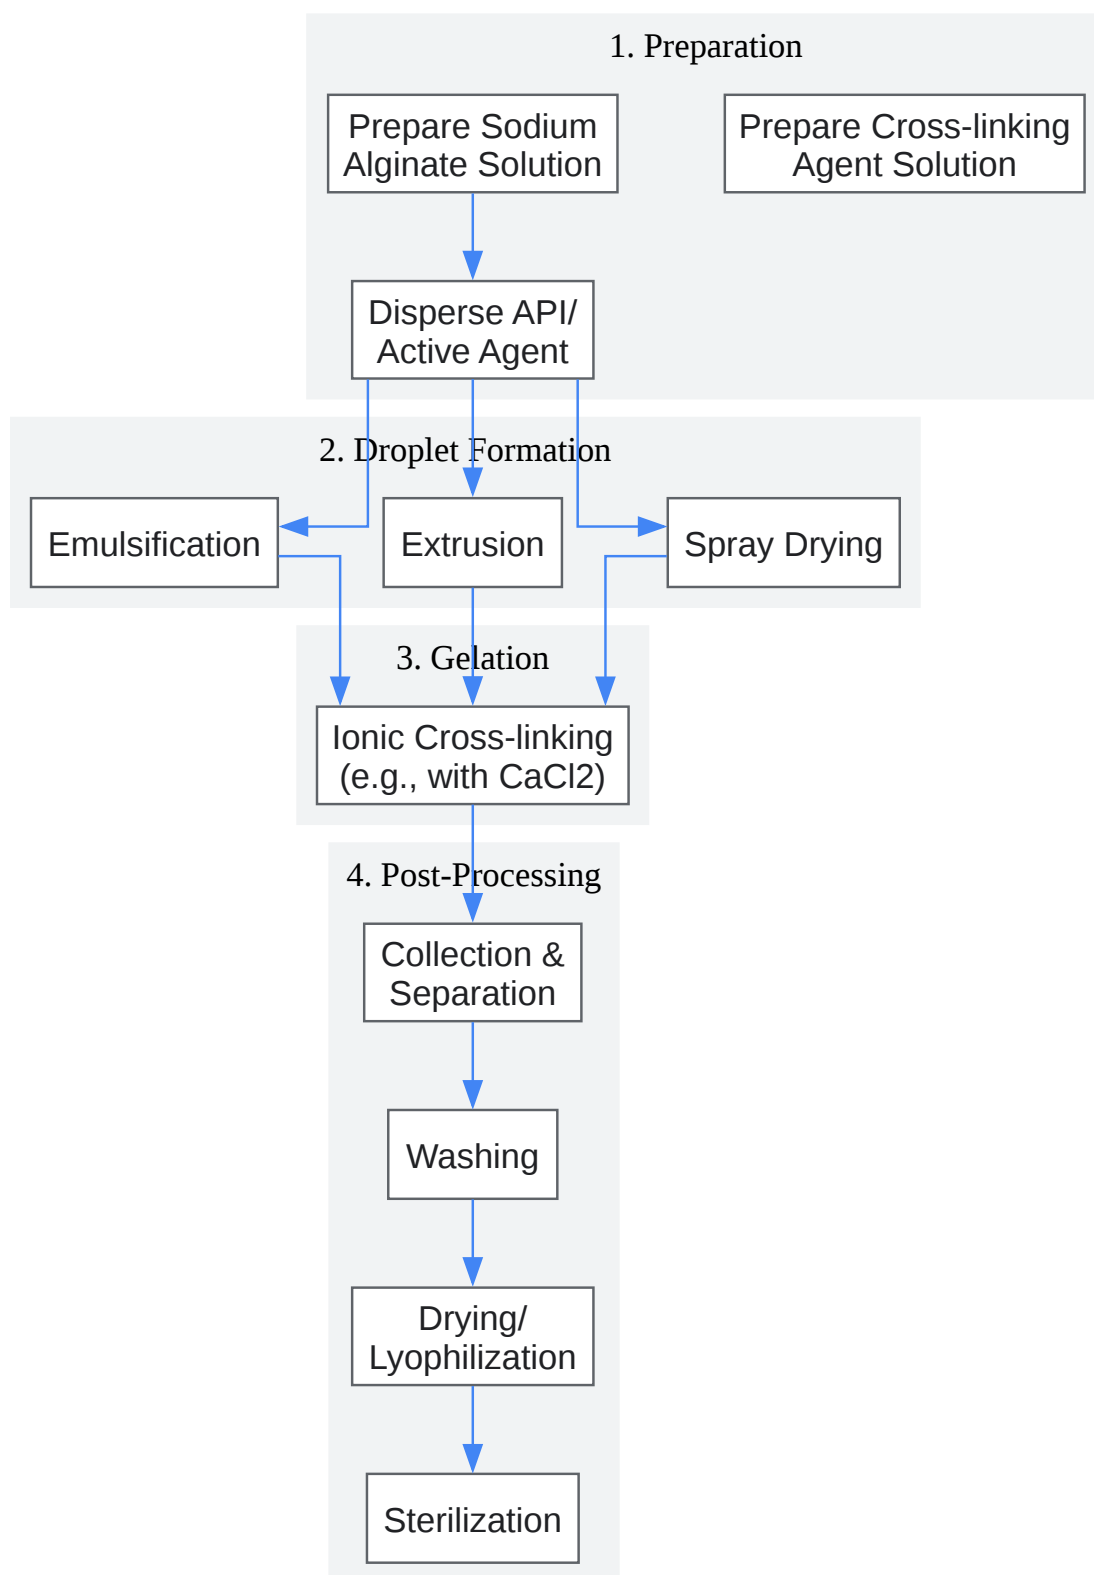 1. Preparation
Prepare Sodium
Alginate Solution
Prepare Cross-linking
Agent Solution
Disperse API/
Active Agent
2. Droplet Formation
Emulsification
Extrusion
Spray Drying
3. Gelation
Ionic Cross-linking
(e.g., with CaCl2)
4. Post-Processing
Collection &
Separation
Washing
Drying/
Lyophilization
Sterilization